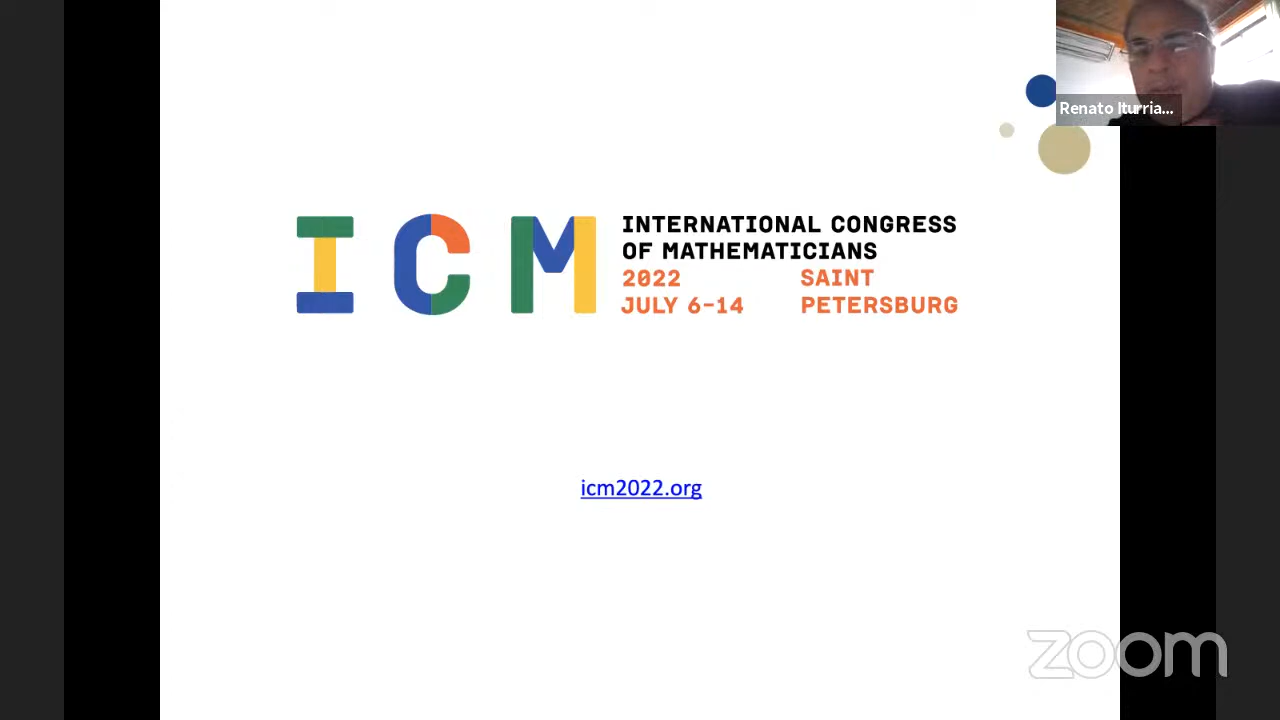 Renato Iturria...
ICM
INTERNATIONAL CONGRESS
OF MATHEMATICIANS
2022 SAINT
JULY 6–14 PETERSBURG
icm2022.org
zoom